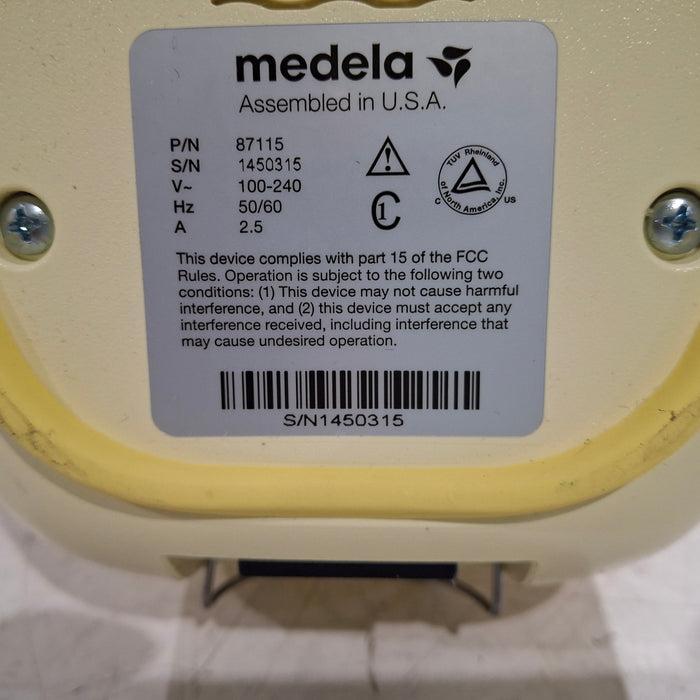 medela
Assembled in U.S.A.
P/N 87115
S/N 1450315
V~ 100-240
Hz 50/60
A 2.5
TUV Rheinland
of North America, Inc.
C US
This device complies with part 15 of the FCC
Rules. Operation is subject to the following two
conditions: (1) This device may not cause harmful
interference, and (2) this device must accept any
interference received, including interference that
may cause undesired operation.
S/N1450315